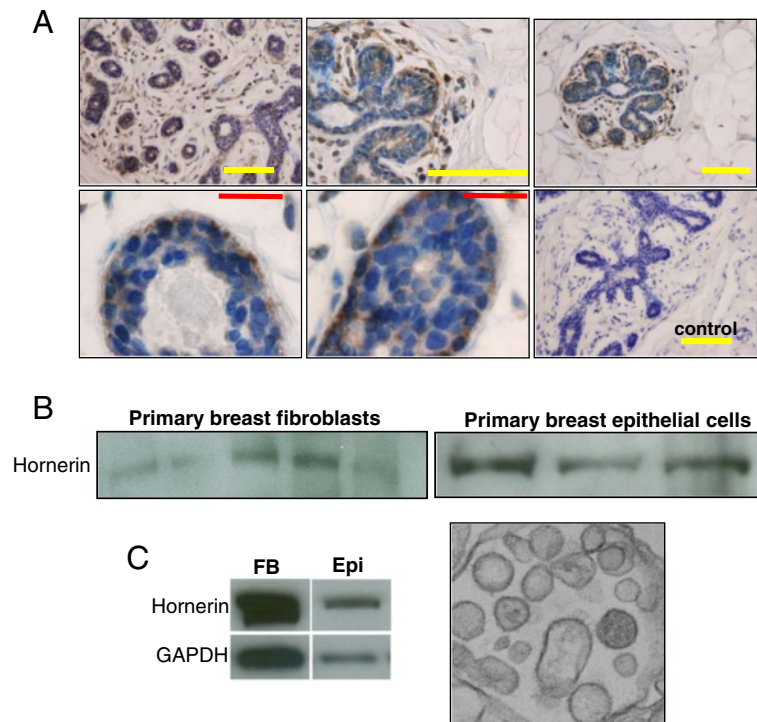 A
control
B
Primary breast fibroblasts
Primary breast epithelial cells
Hornerin
C
FB
Epi
Hornerin
GAPDH